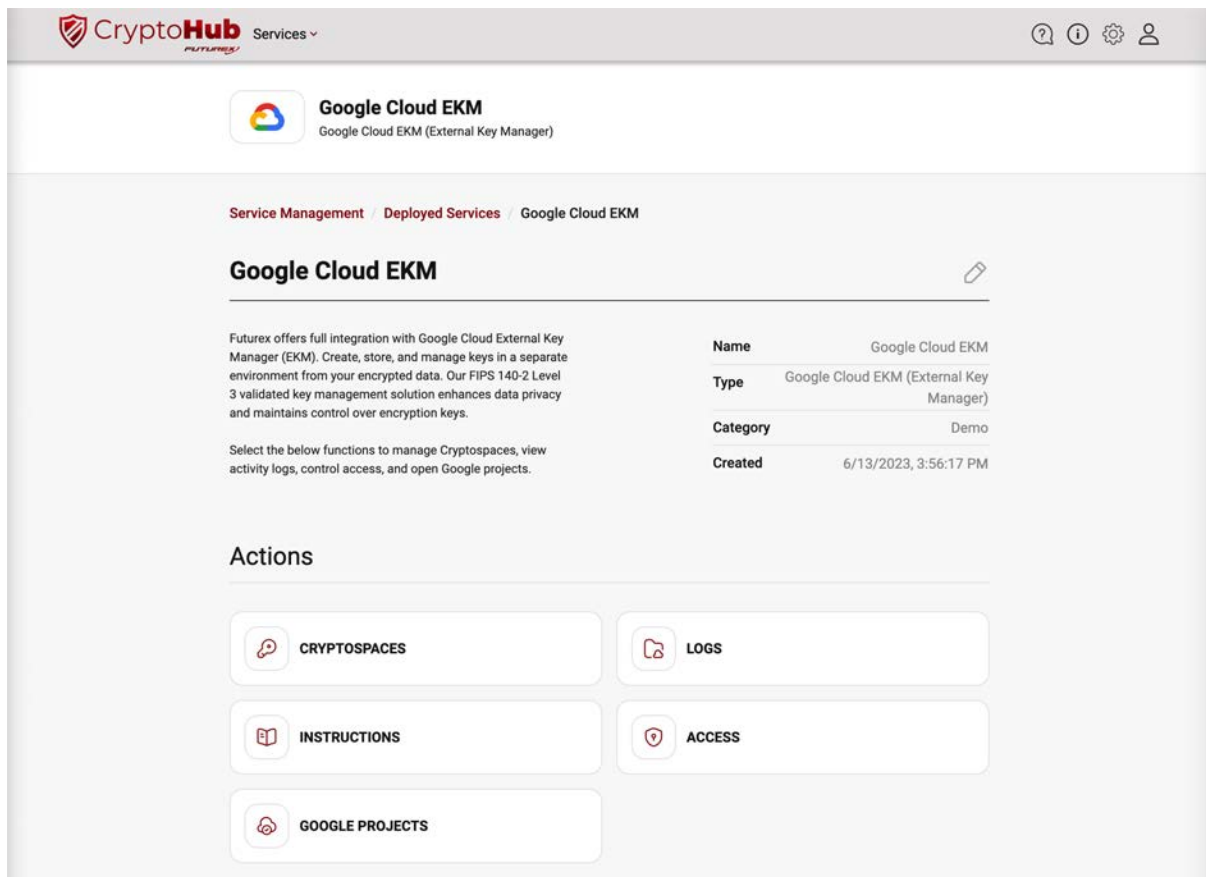 CryptoHub
FUTUREX
Services
Google Cloud EKM
Google Cloud EKM (External Key Manager)
Service Management / Deployed Services / Google Cloud EKM
Google Cloud EKM
Futurex offers full integration with Google Cloud External Key
Manager (EKM). Create, store, and manage keys in a separate
environment from your encrypted data. Our FIPS 140-2 Level
3 validated key management solution enhances data privacy
and maintains control over encryption keys.
Select the below functions to manage Cryptospaces, view
activity logs, control access, and open Google projects.
Name Google Cloud EKM
Type Google Cloud EKM (External Key
Manager)
Category Demo
Created 6/13/2023, 3:56:17 PM
Actions
CRYPTOSPACES
LOGS
INSTRUCTIONS
ACCESS
GOOGLE PROJECTS